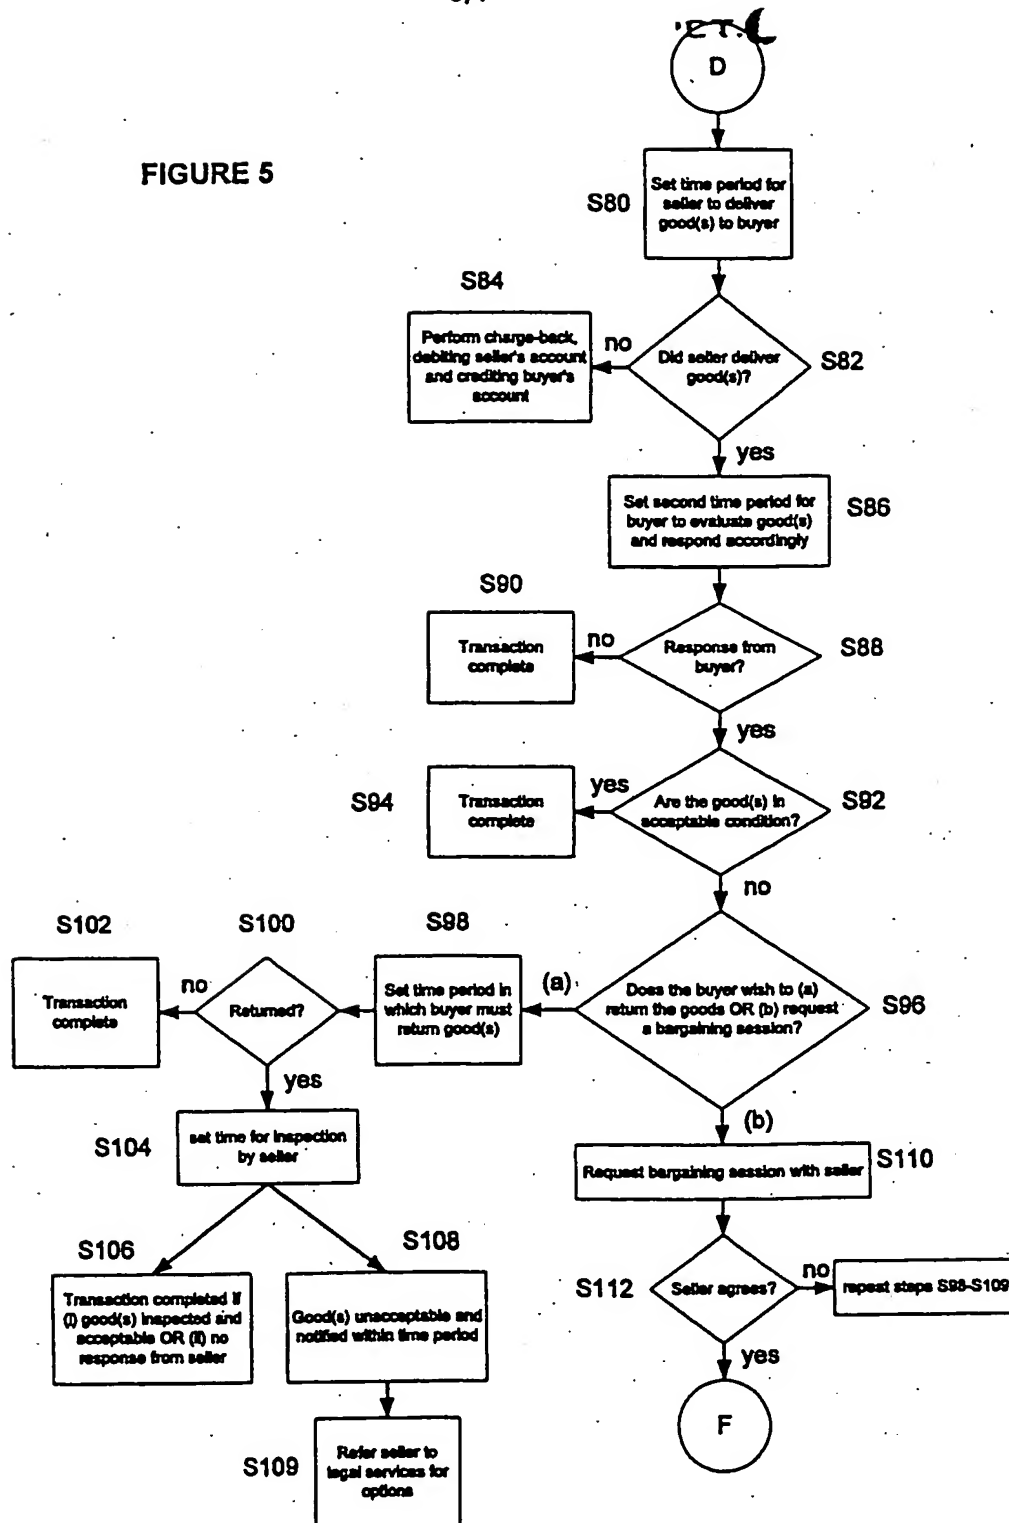 D
FIGURE 5
S80
Set time period for
seller to deliver
good(s) to buyer
S84
Perform charge-back,
debiting seller's account
and crediting buyer's
account
no
Did seller deliver
good(s)?
S82
yes
Set second time period for
buyer to evaluate good(s)
and respond accordingly
S86
S90
Transaction
complete
no
Response from
buyer?
S88
yes
S94
Transaction
complete
yes
Are the good(s) in
acceptable condition?
S92
no
S102
S100
S98
Transaction
complete
no
Returned?
Set time period in
which buyer must
return good(s)
(a)
Does the buyer wish to (a)
return the goods OR (b) request
a bargaining session?
S96
yes
(b)
S104
set time for inspection
by seller
Request bargaining session with seller
S110
S106
S108
Transaction completed if
(i) good(s) inspected and
acceptable OR (ii) no
response from seller
Good(s) unacceptable and
notified within time period
S112
Seller agrees?
no
repeat steps S98-S109
yes
F
S109
Refer seller to
legal services for
options